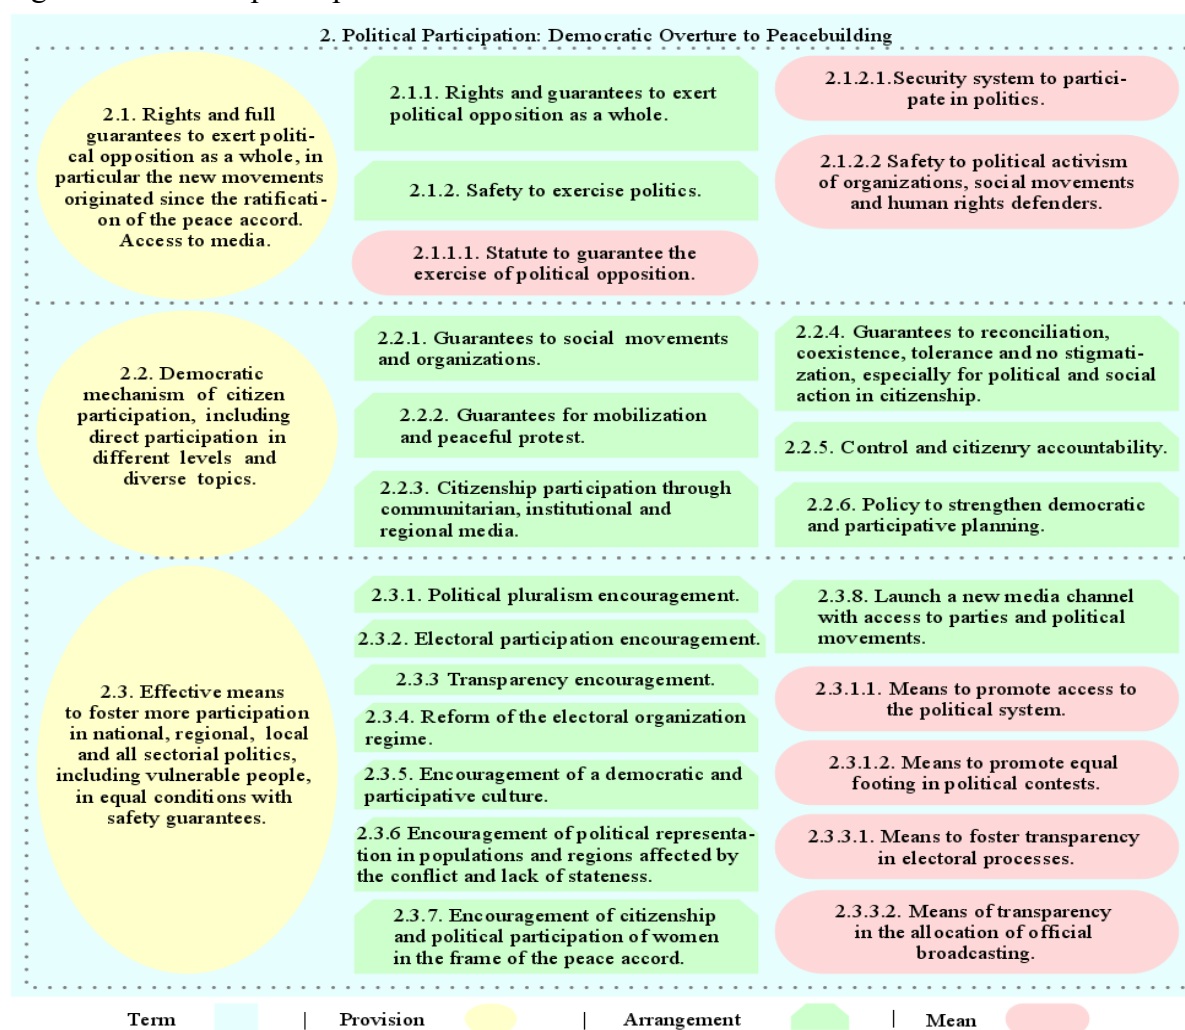 2. Political Participation: Democratic Overture to Peacebuilding
2.1. Rights and full
guarantees to exert politi-
cal opposition as a whole, in
particular the new movements
originated since the ratificati-
on of the peace accord.
Access to media.
2.1.1. Rights and guarantees to exert
political opposition as a whole.
2.1.2. Safety to exercise politics.
2.1.1.1. Statute to guarantee the
exercise of political opposition.
2.1.2.1.Security system to partici-
pate in politics.
2.1.2.2 Safety to political activism
of organizations, social movements
and human rights defenders.
2.2. Democratic
mechanism of citizen
participation, including
direct participation in
different levels and
diverse topics.
2.2.1. Guarantees to social movements
and organizations.
2.2.2. Guarantees for mobilization
and peaceful protest.
2.2.3. Citizenship participation through
communitarian, institutional and
regional media.
2.2.4. Guarantees to reconciliation,
coexistence, tolerance and no stigmati-
zation, especially for political and social
action in citizenship.
2.2.5. Control and citizenry accountability.
2.2.6. Policy to strengthen democratic
and participative planning.
2.3. Effective means
to foster more participation
in national, regional, local
and all sectorial politics,
including vulnerable people,
in equal conditions with
safety guarantees.
2.3.1. Political pluralism encouragement.
2.3.2. Electoral participation encouragement.
2.3.3 Transparency encouragement.
2.3.4. Reform of the electoral organization
regime.
2.3.5. Encouragement of a democratic and
participative culture.
2.3.6 Encouragement of political representa-
tion in populations and regions affected by
the conflict and lack of stateness.
2.3.7. Encouragement of citizenship
and political participation of women
in the frame of the peace accord.
2.3.8. Launch a new media channel
with access to parties and political
movements.
2.3.1.1. Means to promote access to
the political system.
2.3.1.2. Means to promote equal
footing in political contests.
2.3.3.1. Means to foster transparency
in electoral processes.
2.3.3.2. Means of transparency
in the allocation of official
broadcasting.
Term | Provision | Arrangement | Mean